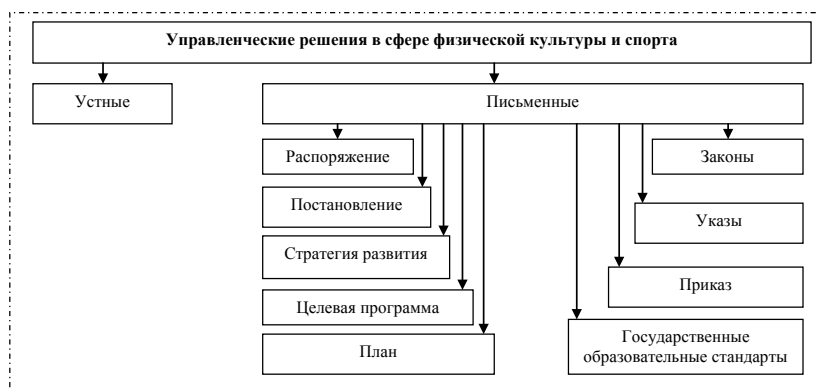 Управленческие решения в сфере физической культуры и спорта
Устные
Письменные
Распоряжение
Законы
Постановление
Указы
Стратегия развития
Приказ
Целевая программа
Государственные
образовательные стандарты
План